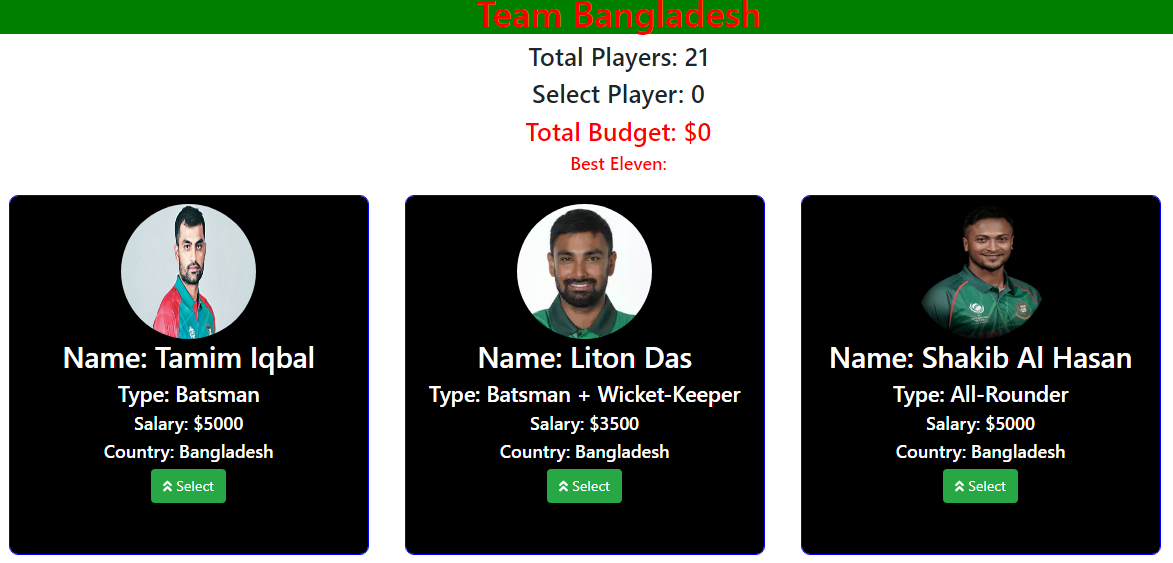 Team Bangladesh
Total Players: 21
Select Player: 0
Total Budget: $0
Best Eleven:
Name: Tamim Iqbal
Type: Batsman
Salary: $5000
Country: Bangladesh
Select
Name: Liton Das
Type: Batsman + Wicket-Keeper
Salary: $3500
Country: Bangladesh
Select
Name: Shakib Al Hasan
Type: All-Rounder
Salary: $5000
Country: Bangladesh
Select